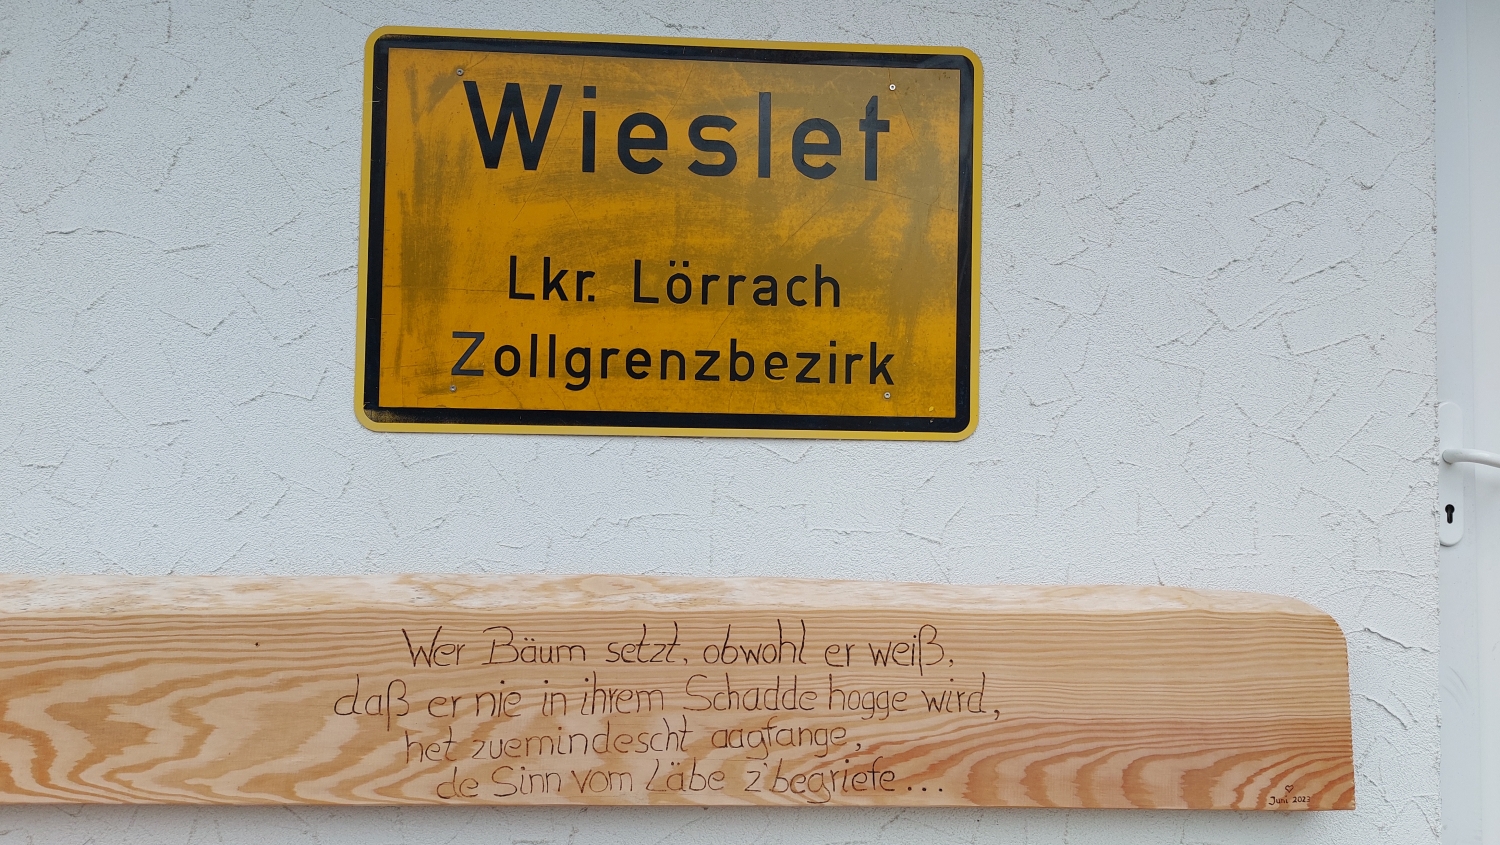 Wieslet
Lkr. Lörrach
Zollgrenzbezirk
Wer Bäum setzt, obwohl er weiß,
daß er nie in ihrem Schadde hogge wird,
het zuemindescht aagfange,
de Sinn vom Läbe z'begriefe...
♡
Juni 2023